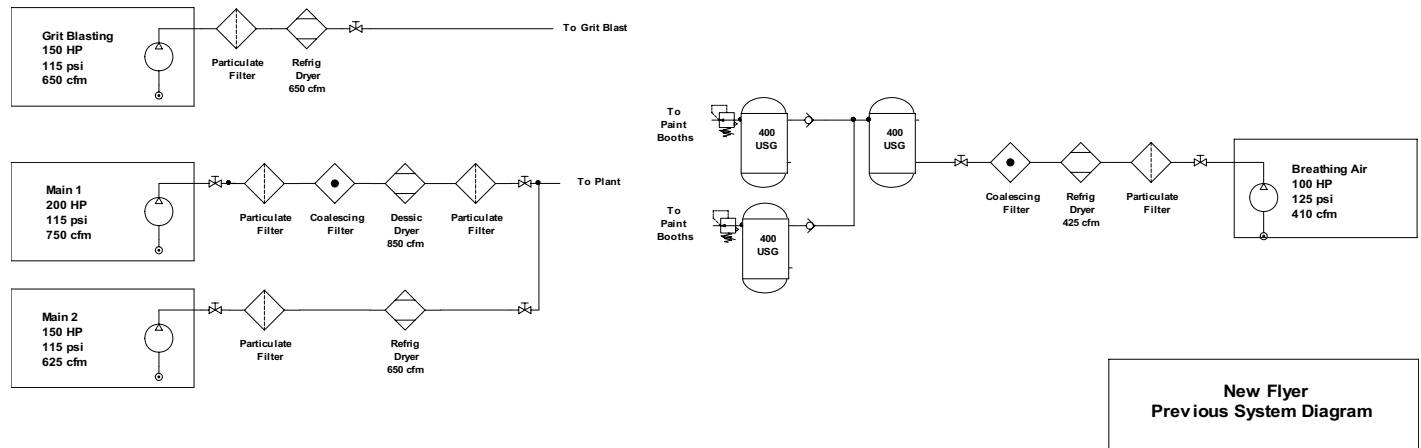 Grit Blasting
150 HP
115 psi
650 cfm
Particulate
Filter
Refrig
Dryer
650 cfm
To Grit Blast
Main 1
200 HP
115 psi
750 cfm
Particulate
Filter
Coalescing
Filter
Dessic
Dryer
850 cfm
Particulate
Filter
To Plant
Main 2
150 HP
115 psi
625 cfm
Particulate
Filter
Refrig
Dryer
650 cfm
To
Paint
Booths
400
USG
400
USG
To
Paint
Booths
400
USG
Coalescing
Filter
Refrig
Dryer
425 cfm
Particulate
Filter
Breathing Air
100 HP
125 psi
410 cfm
New Flyer
Previous System Diagram